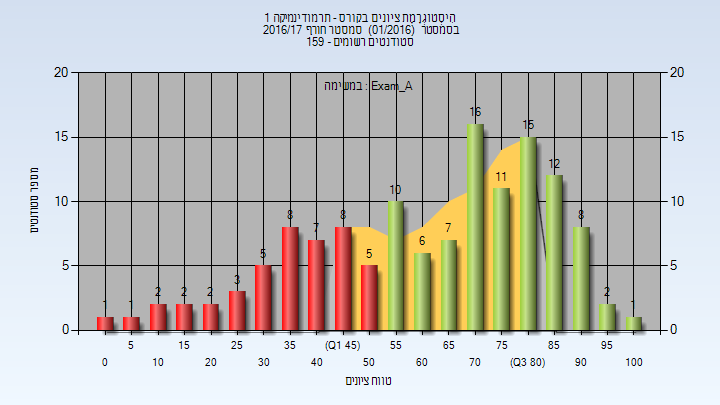 היסטוגרמת ציונים בקורס - תרמודינמיקה 1
בסמסטר (01/2016) סמסטר חורף 2016/17
סטודנטים רשומים - 159
במשימה : Exam_A
מספר סטודנטים
20
15
10
5
0
20
15
10
5
0
1 1 2 2 2 3 5 8 7 8 5 10 6 7 16 11 15 12 8 2 1
5 15 25 35 (Q1 45) 55 65 75 85 95
0 10 20 30 40 50 60 70 (Q3 80) 90 100
טווח ציונים